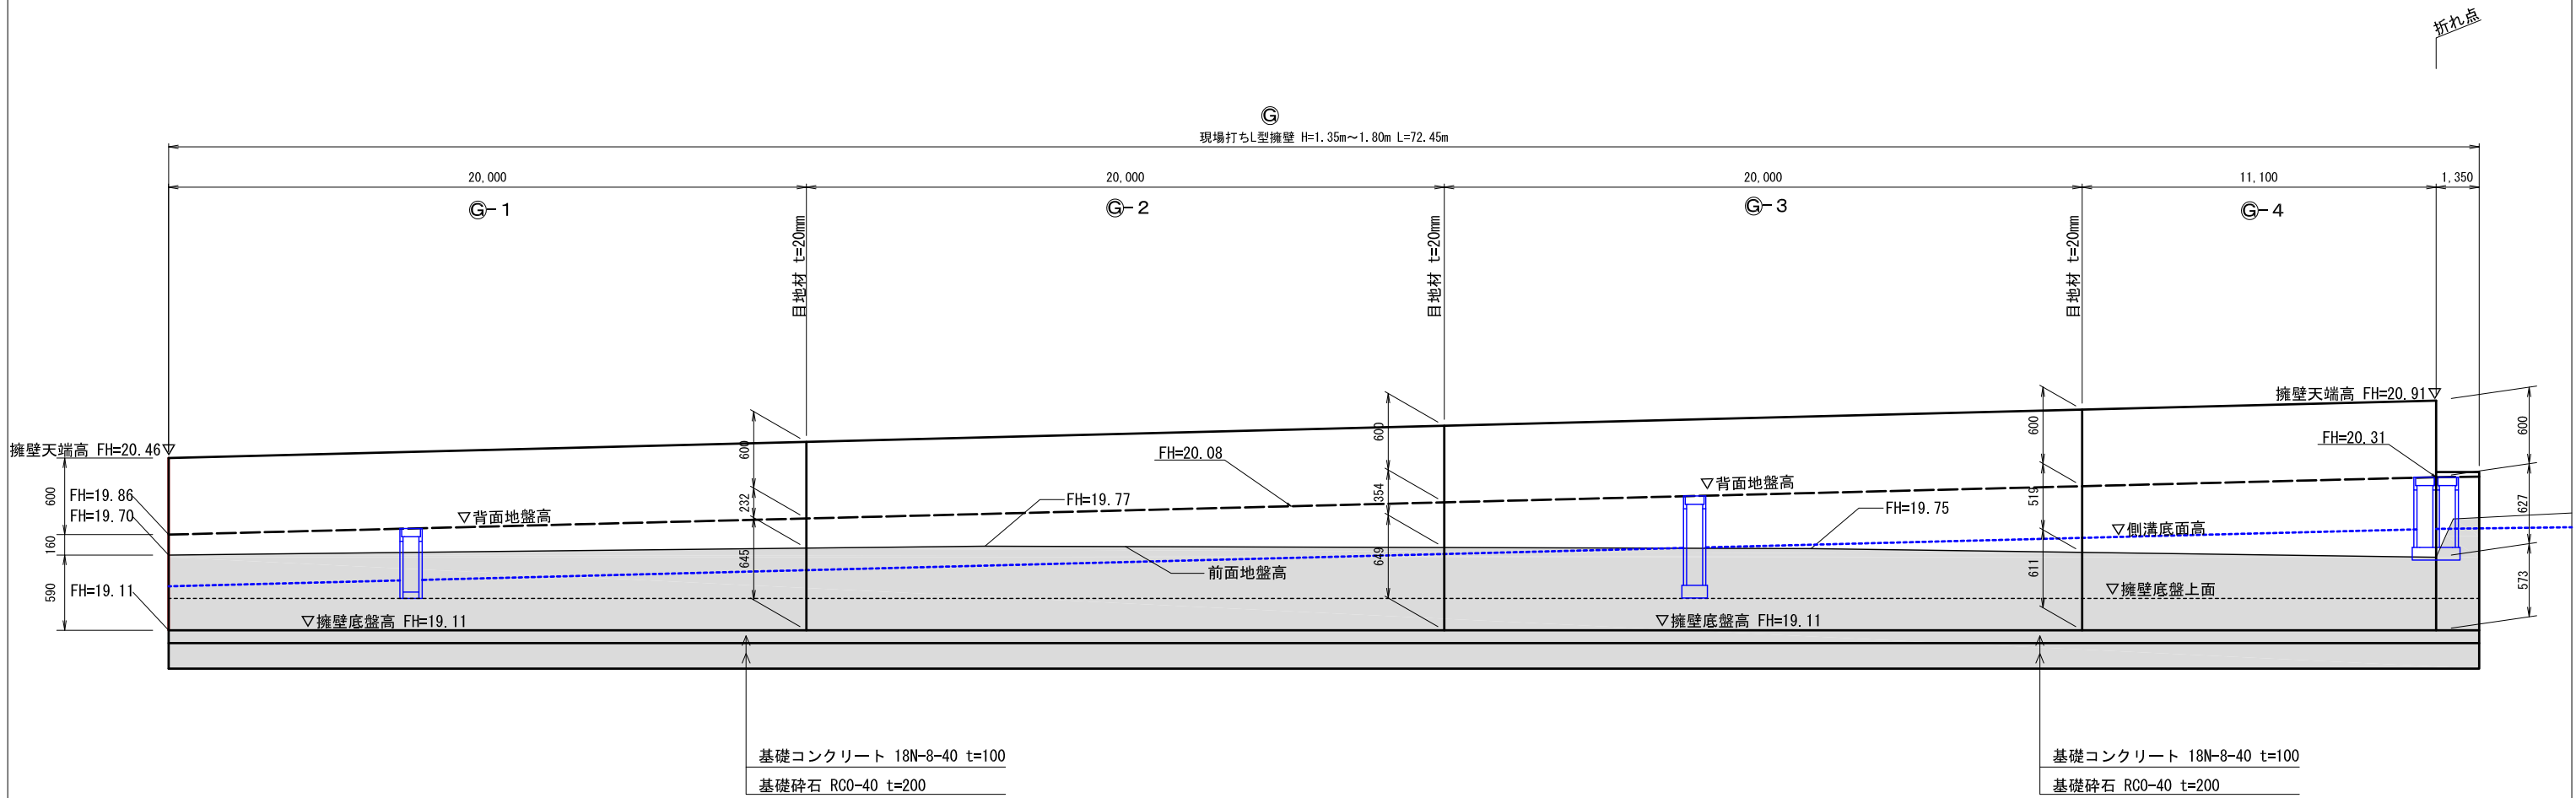 折れ点
Ⓖ
現場打ちL型擁壁 H=1.35m～1.80m L=72.45m
20,000
20,000
20,000
11,100
1,350
Ⓖ-1
Ⓖ-2
Ⓖ-3
Ⓖ-4
目地材 t=20mm
目地材 t=20mm
目地材 t=20mm
擁壁天端高 FH=20.46▽
擁壁天端高 FH=20.91▽
600
160
590
FH=19.86
FH=19.70
FH=19.11
▽擁壁底盤高 FH=19.11
▽背面地盤高
600
232
645
FH=19.77
FH=20.08
前面地盤高
600
354
649
▽背面地盤高
FH=19.75
▽擁壁底盤高 FH=19.11
600
519
611
FH=20.31
▽側溝底面高
▽擁壁底盤上面
600
627
573
基礎コンクリート 18N-8-40 t=100
基礎砕石 RC0-40 t=200
基礎コンクリート 18N-8-40 t=100
基礎砕石 RC0-40 t=200